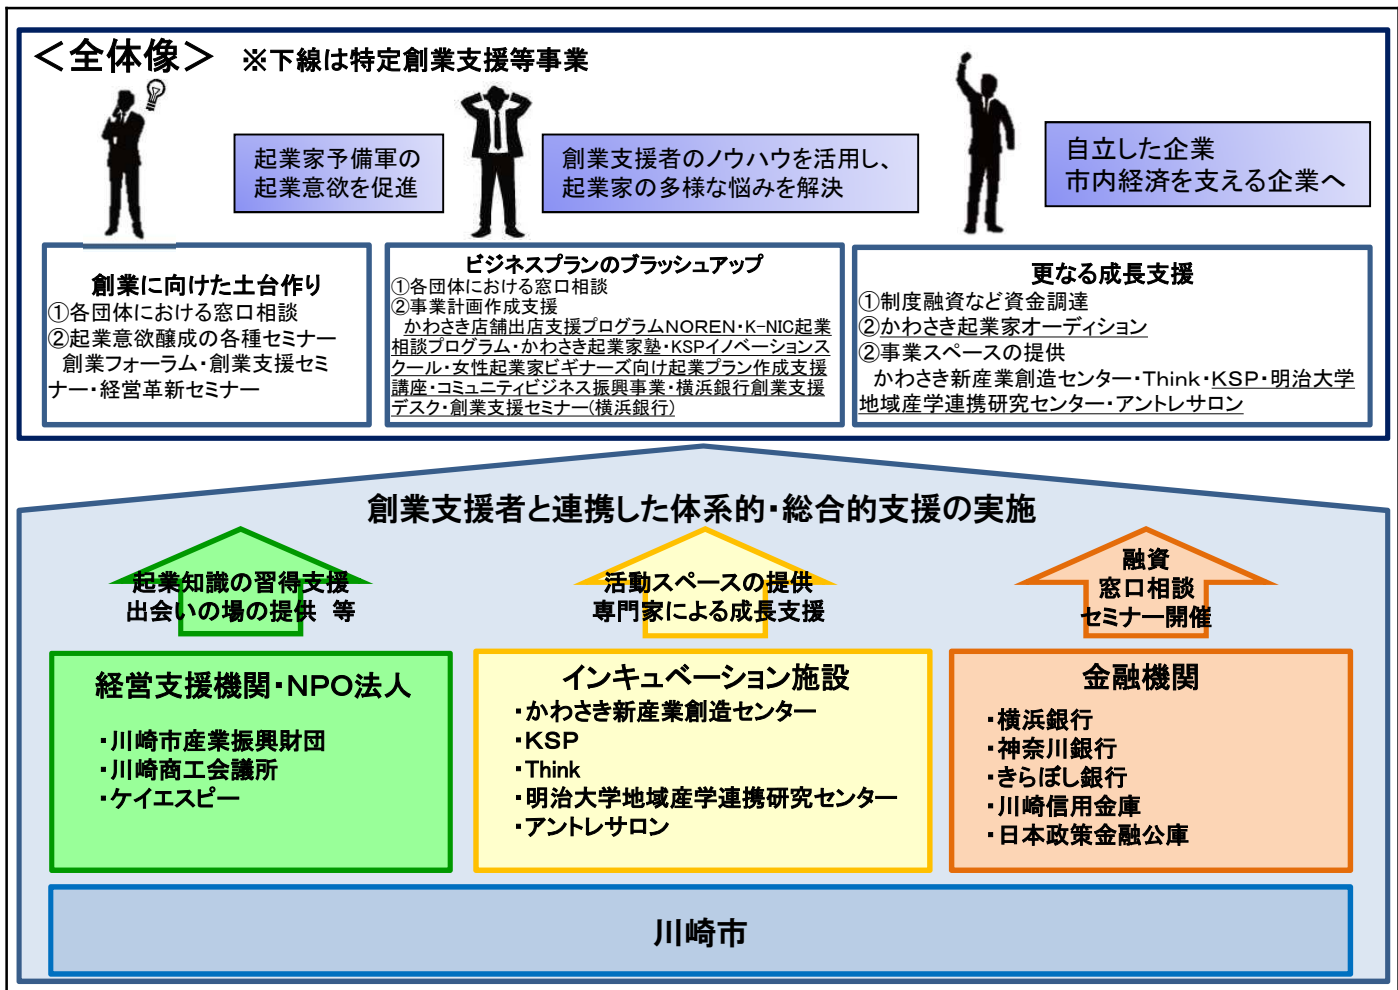 ＜全体像＞ ※下線は特定創業支援等事業
起業家予備軍の
起業意欲を促進
創業支援者のノウハウを活用し、
起業家の多様な悩みを解決
自立した企業
市内経済を支える企業へ
創業に向けた土台作り
①各団体における窓口相談
②起業意欲醸成の各種セミナー
創業フォーラム・創業支援セミ
ナー・経営革新セミナー
ビジネスプランのブラッシュアップ
①各団体における窓口相談
②事業計画作成支援
かわさき店舗出店支援プログラムNOREN・K-NIC起業
相談プログラム・かわさき起業家塾・KSPイノベーションス
クール・女性起業家ビギナーズ向け起業プラン作成支援
講座・コミュニティビジネス振興事業・横浜銀行創業支援
デスク・創業支援セミナー(横浜銀行)
更なる成長支援
①制度融資など資金調達
②かわさき起業家オーディション
②事業スペースの提供
かわさき新産業創造センター・Think・KSP・明治大学
地域産学連携研究センター・アントレサロン
創業支援者と連携した体系的・総合的支援の実施
起業知識の習得支援
出会いの場の提供 等
活動スペースの提供
専門家による成長支援
融資
窓口相談
セミナー開催
経営支援機関・NPO法人
・川崎市産業振興財団
・川崎商工会議所
・ケイエスピー
インキュベーション施設
・かわさき新産業創造センター
・KSP
・Think
・明治大学地域産学連携研究センター
・アントレサロン
金融機関
・横浜銀行
・神奈川銀行
・きらぼし銀行
・川崎信用金庫
・日本政策金融公庫
川崎市